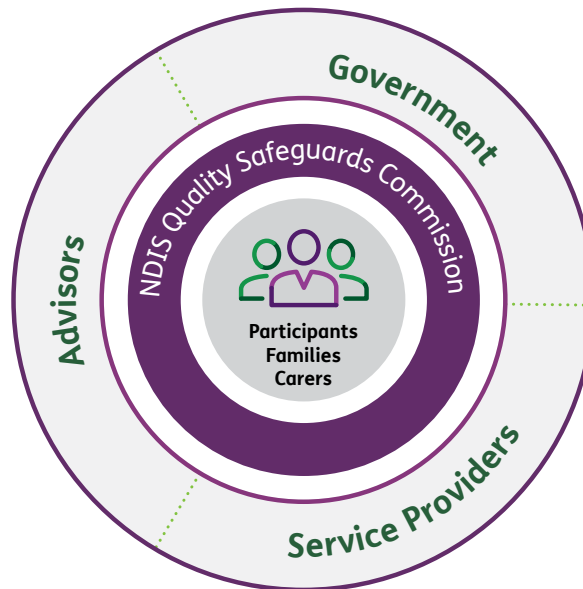 Government
NDIS Quality Safeguards Commission
Advisors
Participants
Families
Carers
Service Providers